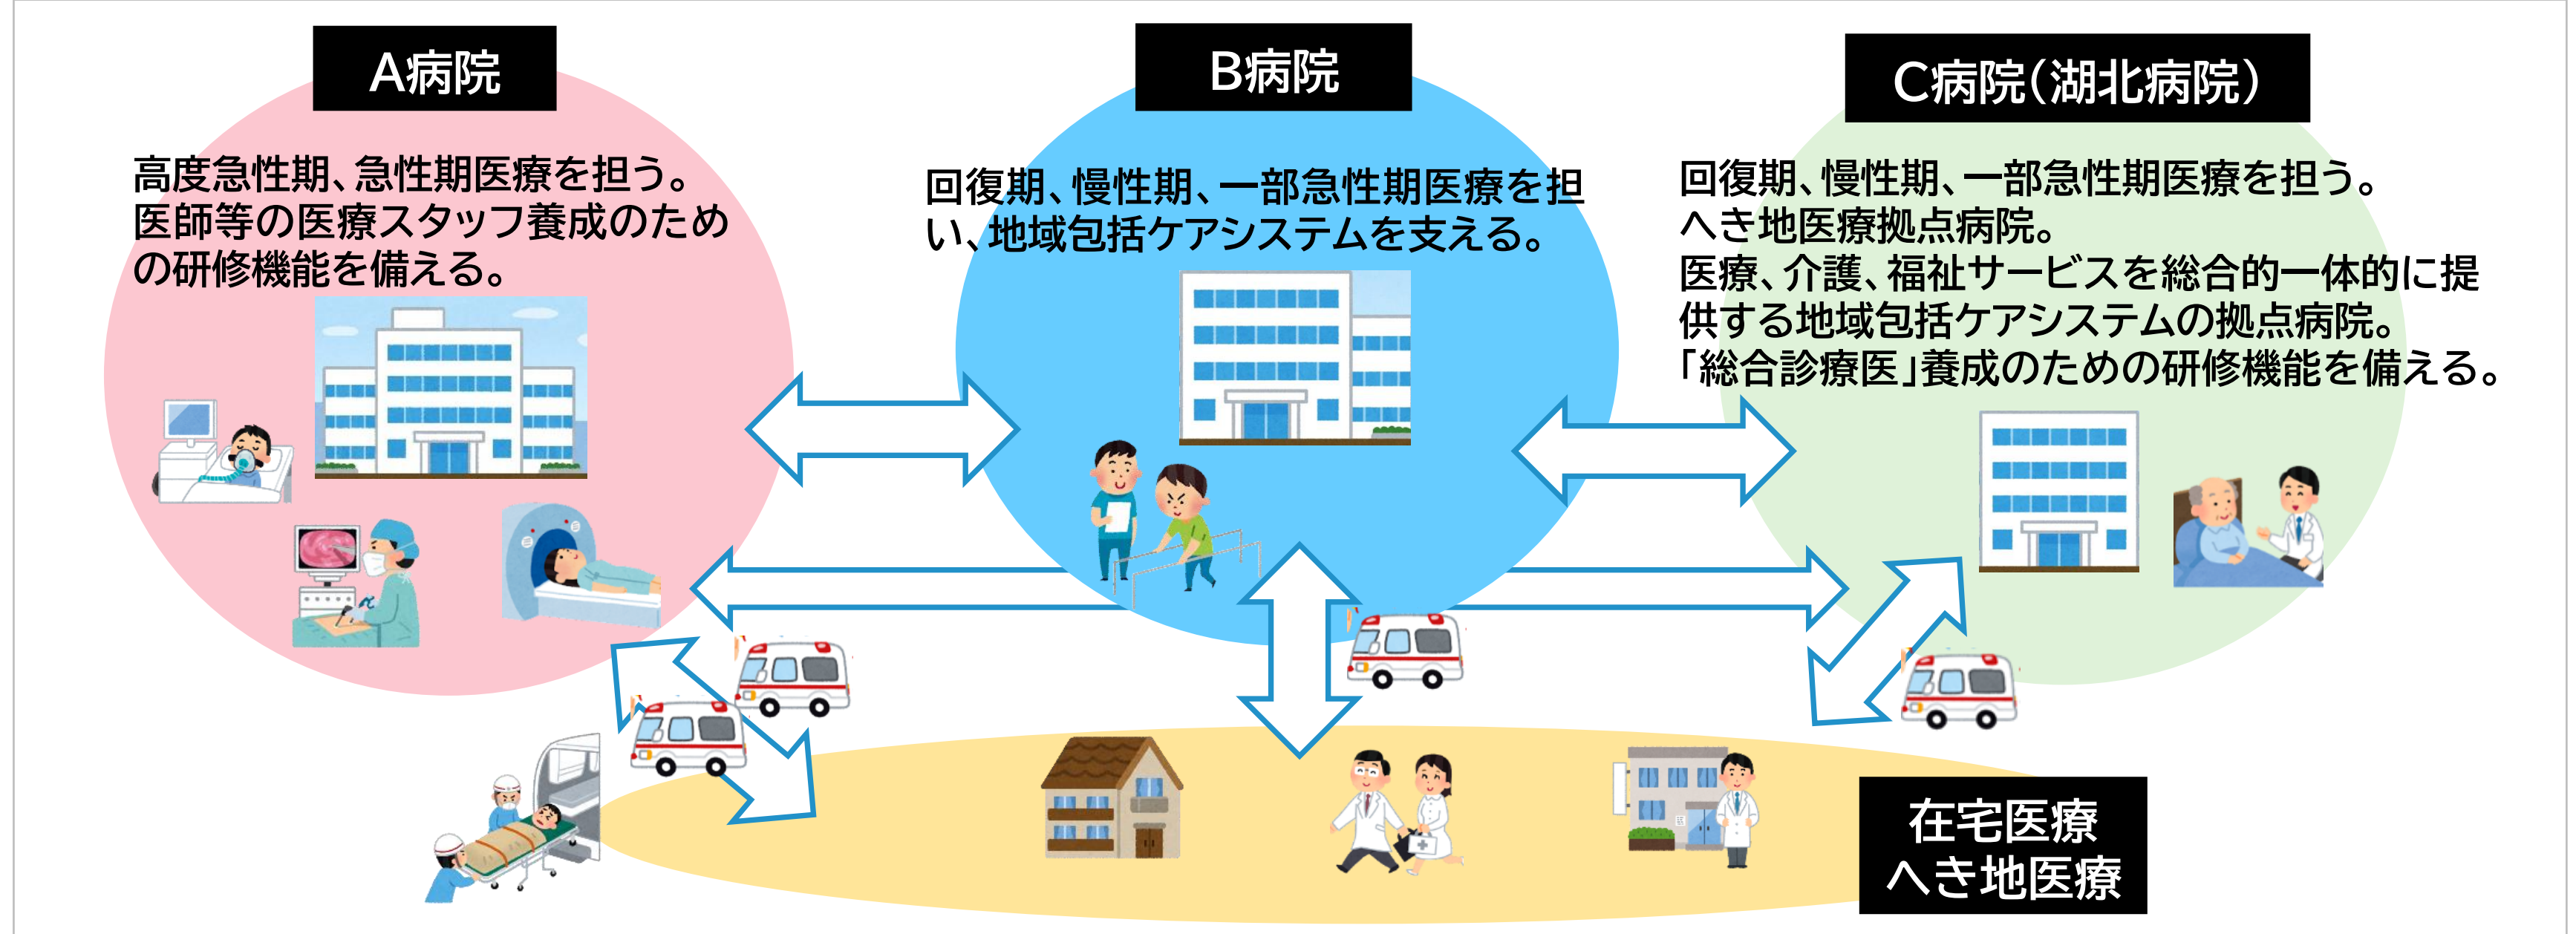 A病院
高度急性期、急性期医療を担う。
医師等の医療スタッフ養成のため
の研修機能を備える。
B病院
回復期、慢性期、一部急性期医療を担
い、地域包括ケアシステムを支える。
C病院(湖北病院)
回復期、慢性期、一部急性期医療を担う。
へき地医療拠点病院。
医療、介護、福祉サービスを総合的一体的に提
供する地域包括ケアシステムの拠点病院。
「総合診療医」養成のための研修機能を備える。
在宅医療
へき地医療